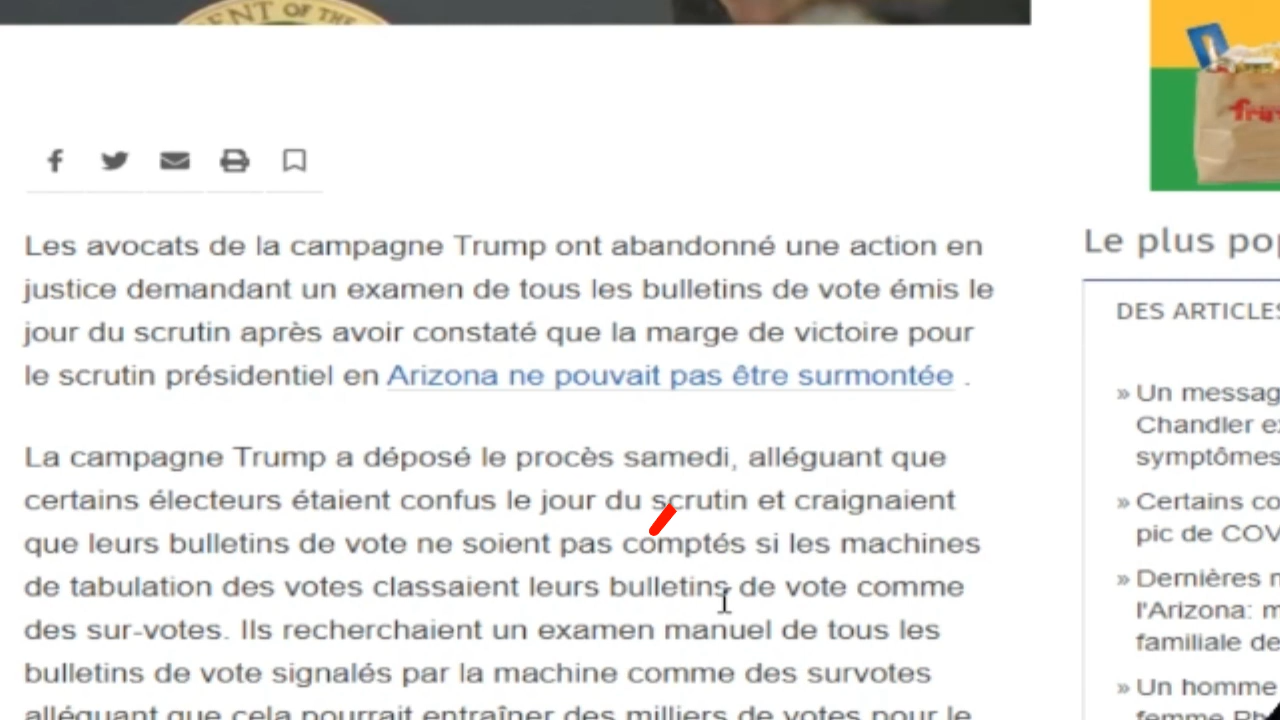 ENT OF THE
Les avocats de la campagne Trump ont abandonné une action en
justice demandant un examen de tous les bulletins de vote émis le
jour du scrutin après avoir constaté que la marge de victoire pour
le scrutin présidentiel en Arizona ne pouvait pas être surmontée .
La campagne Trump a déposé le procès samedi, alléguant que
certains électeurs étaient confus le jour du scrutin et craignaient
que leurs bulletins de vote ne soient pas comptés si les machines
de tabulation des votes classaient leurs bulletins de vote comme
des sur-votes. Ils recherchaient un examen manuel de tous les
bulletins de vote signalés par la machine comme des survotes
alléguant que cela pourrait entraîner des milliers de votes pour le
Le plus pop
DES ARTICLES
» Un messag
Chandler ex
symptômes
» Certains co
pic de COV
» Dernières n
l'Arizona: m
familiale de
» Un homme
femme Ph